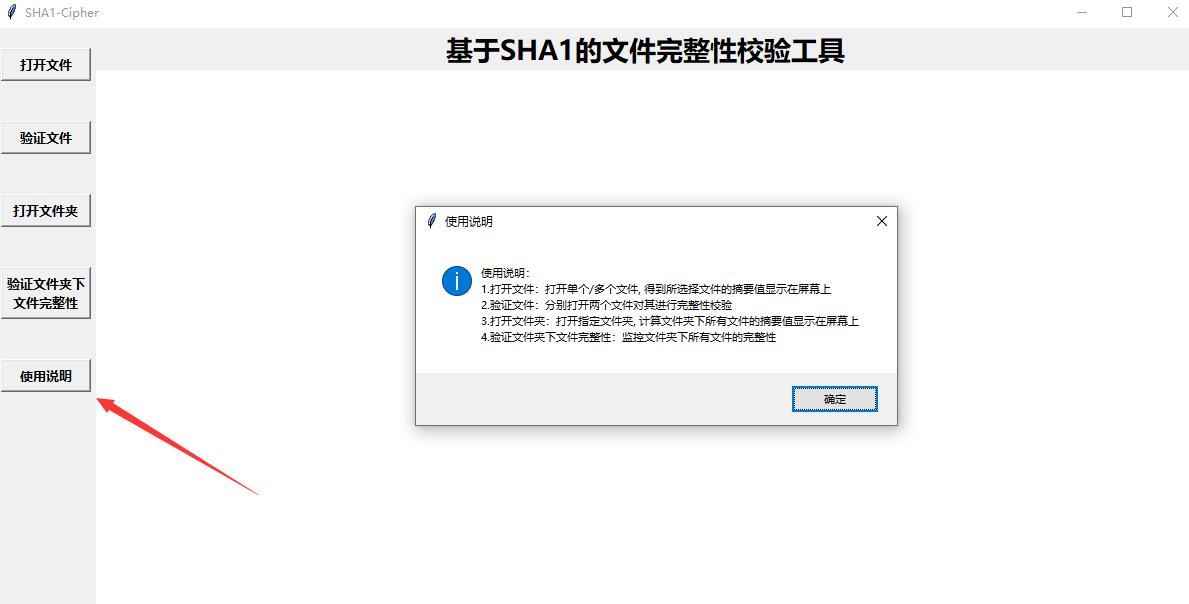 SHA1-Cipher
基于SHA1的文件完整性校验工具
打开文件
验证文件
打开文件夹
验证文件夹下
文件完整性
使用说明
使用说明
使用说明：
1.打开文件：打开单个/多个文件, 得到所选择文件的摘要值显示在屏幕上
2.验证文件：分别打开两个文件对其进行完整性校验
3.打开文件夹：打开指定文件夹, 计算文件夹下所有文件的摘要值显示在屏幕上
4.验证文件夹下文件完整性：监控文件夹下所有文件的完整性
确定